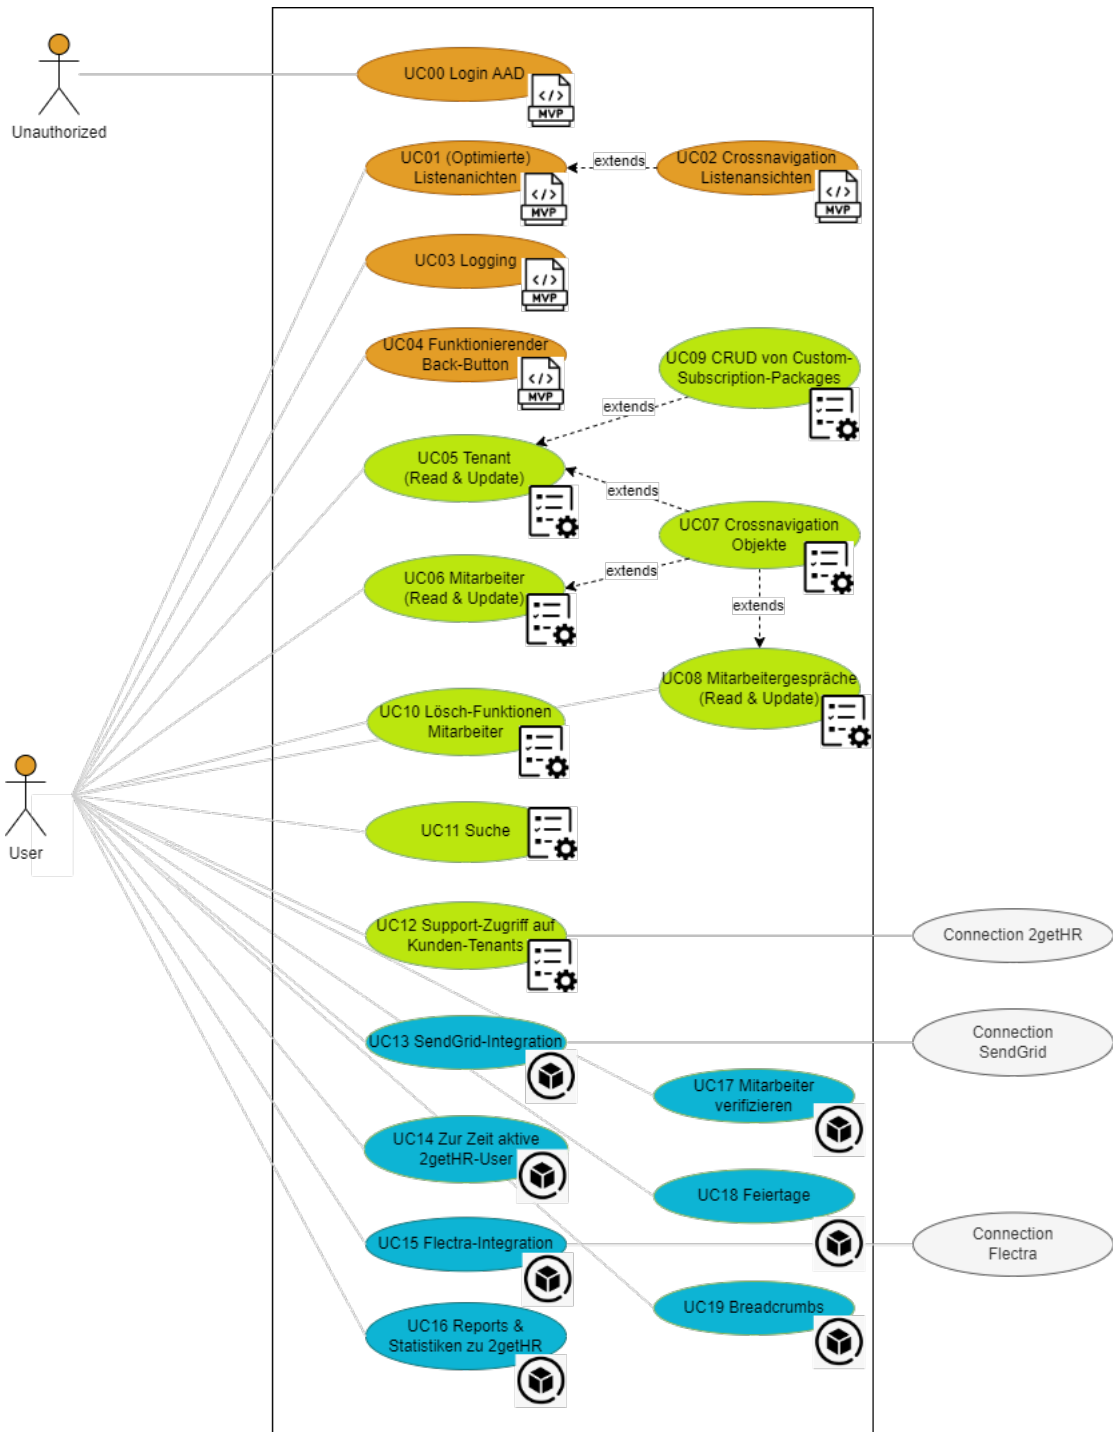 UC00 Login AAD
</>
MVP
Unauthorized
UC01 (Optimierte)
Listenanichten
</>
MVP
extends
UC02 Crossnavigation
Listenansichten
</>
MVP
UC03 Logging
</>
MVP
UC04 Funktionierender
Back-Button
</>
MVP
UC09 CRUD von Custom-
Subscription-Packages
extends
UC05 Tenant
(Read & Update)
extends
UC07 Crossnavigation
Objekte
UC06 Mitarbeiter
(Read & Update)
extends
extends
UC08 Mitarbeitergespräche
(Read & Update)
UC10 Lösch-Funktionen
Mitarbeiter
User
UC11 Suche
UC12 Support-Zugriff auf
Kunden-Tenants
Connection 2getHR
UC13 SendGrid-Integration
Connection
SendGrid
UC17 Mitarbeiter
verifizieren
UC14 Zur Zeit aktive
2getHR-User
UC18 Feiertage
UC15 Flectra-Integration
Connection
Flectra
UC19 Breadcrumbs
UC16 Reports &
Statistiken zu 2getHR